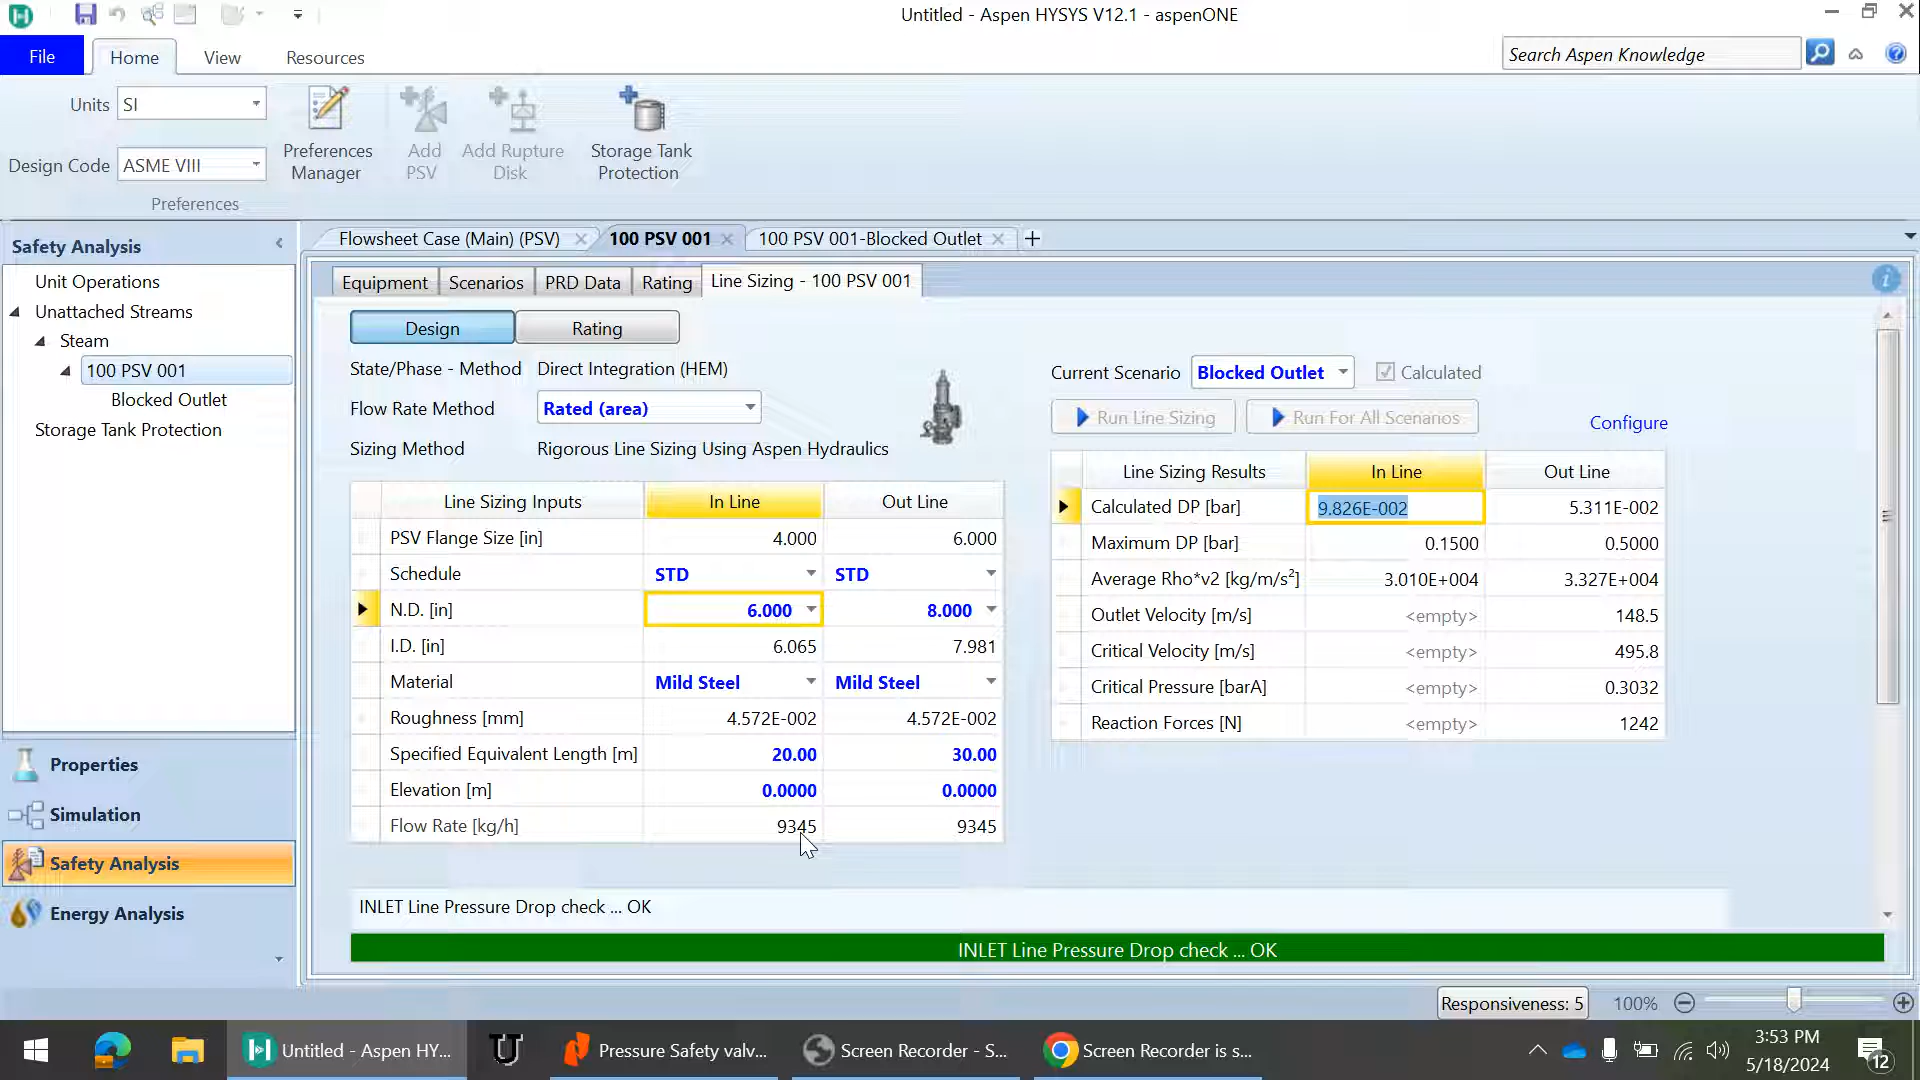 Untitled - Aspen HYSYS V12.1 - aspenONE
File
Home
View
Resources
Search Aspen Knowledge
Units
SI
Design Code
ASME VIII
Preferences
Manager
Add
PSV
Add Rupture
Disk
Storage Tank
Protection
Preferences
Safety Analysis
Unit Operations
Unattached Streams
Steam
100 PSV 001
Blocked Outlet
Storage Tank Protection
Properties
Simulation
Safety Analysis
Energy Analysis
Flowsheet Case (Main) (PSV)
100 PSV 001
100 PSV 001-Blocked Outlet
Equipment
Scenarios
PRD Data
Rating
Line Sizing - 100 PSV 001
Design
Rating
State/Phase - Method Direct Integration (HEM)
Flow Rate Method Rated (area)
Sizing Method Rigorous Line Sizing Using Aspen Hydraulics
Line Sizing Inputs In Line Out Line
PSV Flange Size [in] 4.000 6.000
Schedule STD STD
N.D. [in] 6.000 8.000
I.D. [in] 6.065 7.981
Material Mild Steel Mild Steel
Roughness [mm] 4.572E-002 4.572E-002
Specified Equivalent Length [m] 20.00 30.00
Elevation [m] 0.0000 0.0000
Flow Rate [kg/h] 9345 9345
Current Scenario Blocked Outlet Calculated
Run Line Sizing Run For All Scenarios
Configure
Line Sizing Results In Line Out Line
Calculated DP [bar] 9.826E-002 5.311E-002
Maximum DP [bar] 0.1500 0.5000
Average Rho*v2 [kg/m/s²] 3.010E+004 3.327E+004
Outlet Velocity [m/s] <empty> 148.5
Critical Velocity [m/s] <empty> 495.8
Critical Pressure [barA] <empty> 0.3032
Reaction Forces [N] <empty> 1242
INLET Line Pressure Drop check ... OK
INLET Line Pressure Drop check ... OK
Responsiveness: 5 100%
Untitled - Aspen HY...
Pressure Safety valv...
Screen Recorder - S...
Screen Recorder is s...
3:53 PM
5/18/2024
12